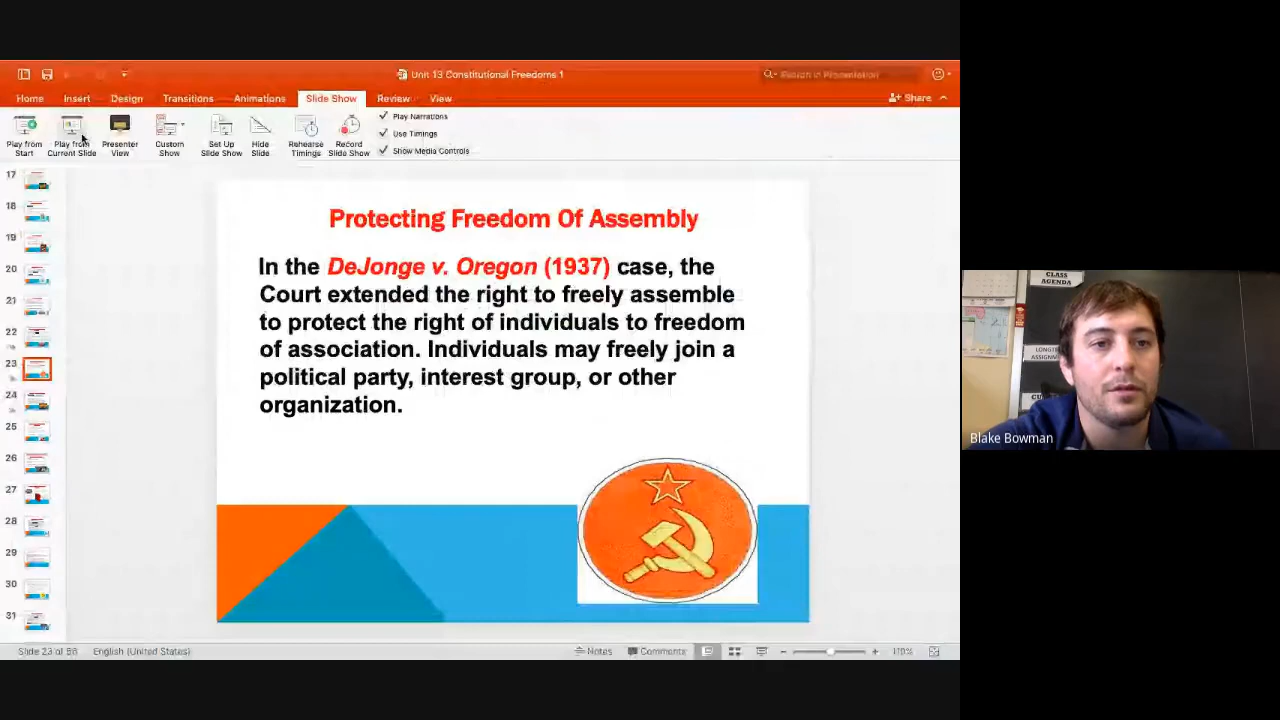 Unit 13 Constitutional Freedoms 1
Search in Presentation
Home Insert Design Transitions Animations Slide Show Review View
Share
Play from Start
Play from Current Slide
Presenter View
Custom Show
Set Up Slide Show
Hide Slide
Rehearse Timings
Record Slide Show
Play Narrations
Use Timings
Show Media Controls
17
18
19
20
21
22
23
24
25
26
27
28
29
30
31
Protecting Freedom Of Assembly
In the DeJonge v. Oregon (1937) case, the
Court extended the right to freely assemble
to protect the right of individuals to freedom
of association. Individuals may freely join a
political party, interest group, or other
organization.
CLASS
AGENDA
Blake Bowman
English (United States)
Notes Comments